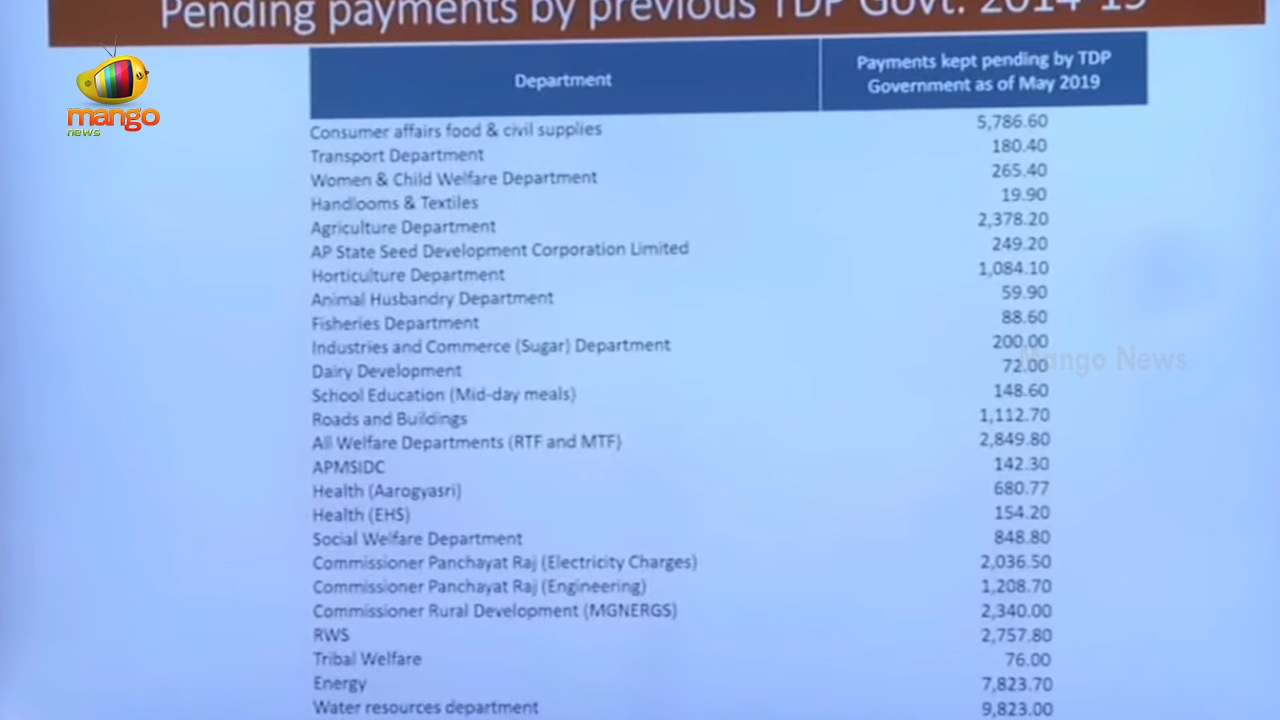 Pending payments by previous TDP Govt. 2014-19
mango
news
Department
Payments kept pending by TDP
Government as of May 2019
Consumer affairs food & civil supplies 5,786.60
Transport Department 180.40
Women & Child Welfare Department 265.40
Handlooms & Textiles 19.90
Agriculture Department 2,378.20
AP State Seed Development Corporation Limited 249.20
Horticulture Department 1,084.10
Animal Husbandry Department 59.90
Fisheries Department 88.60
Industries and Commerce (Sugar) Department 200.00
Mango News
Dairy Development 72.00
School Education (Mid-day meals) 148.60
Roads and Buildings 1,112.70
All Welfare Departments (RTF and MTF) 2,849.80
APMSIDC 142.30
Health (Aarogyasri) 680.77
Health (EHS) 154.20
Social Welfare Department 848.80
Commissioner Panchayat Raj (Electricity Charges) 2,036.50
Commissioner Panchayat Raj (Engineering) 1,208.70
Commissioner Rural Development (MGNERGS) 2,340.00
RWS 2,757.80
Tribal Welfare 76.00
Energy 7,823.70
Water resources department 9,823.00